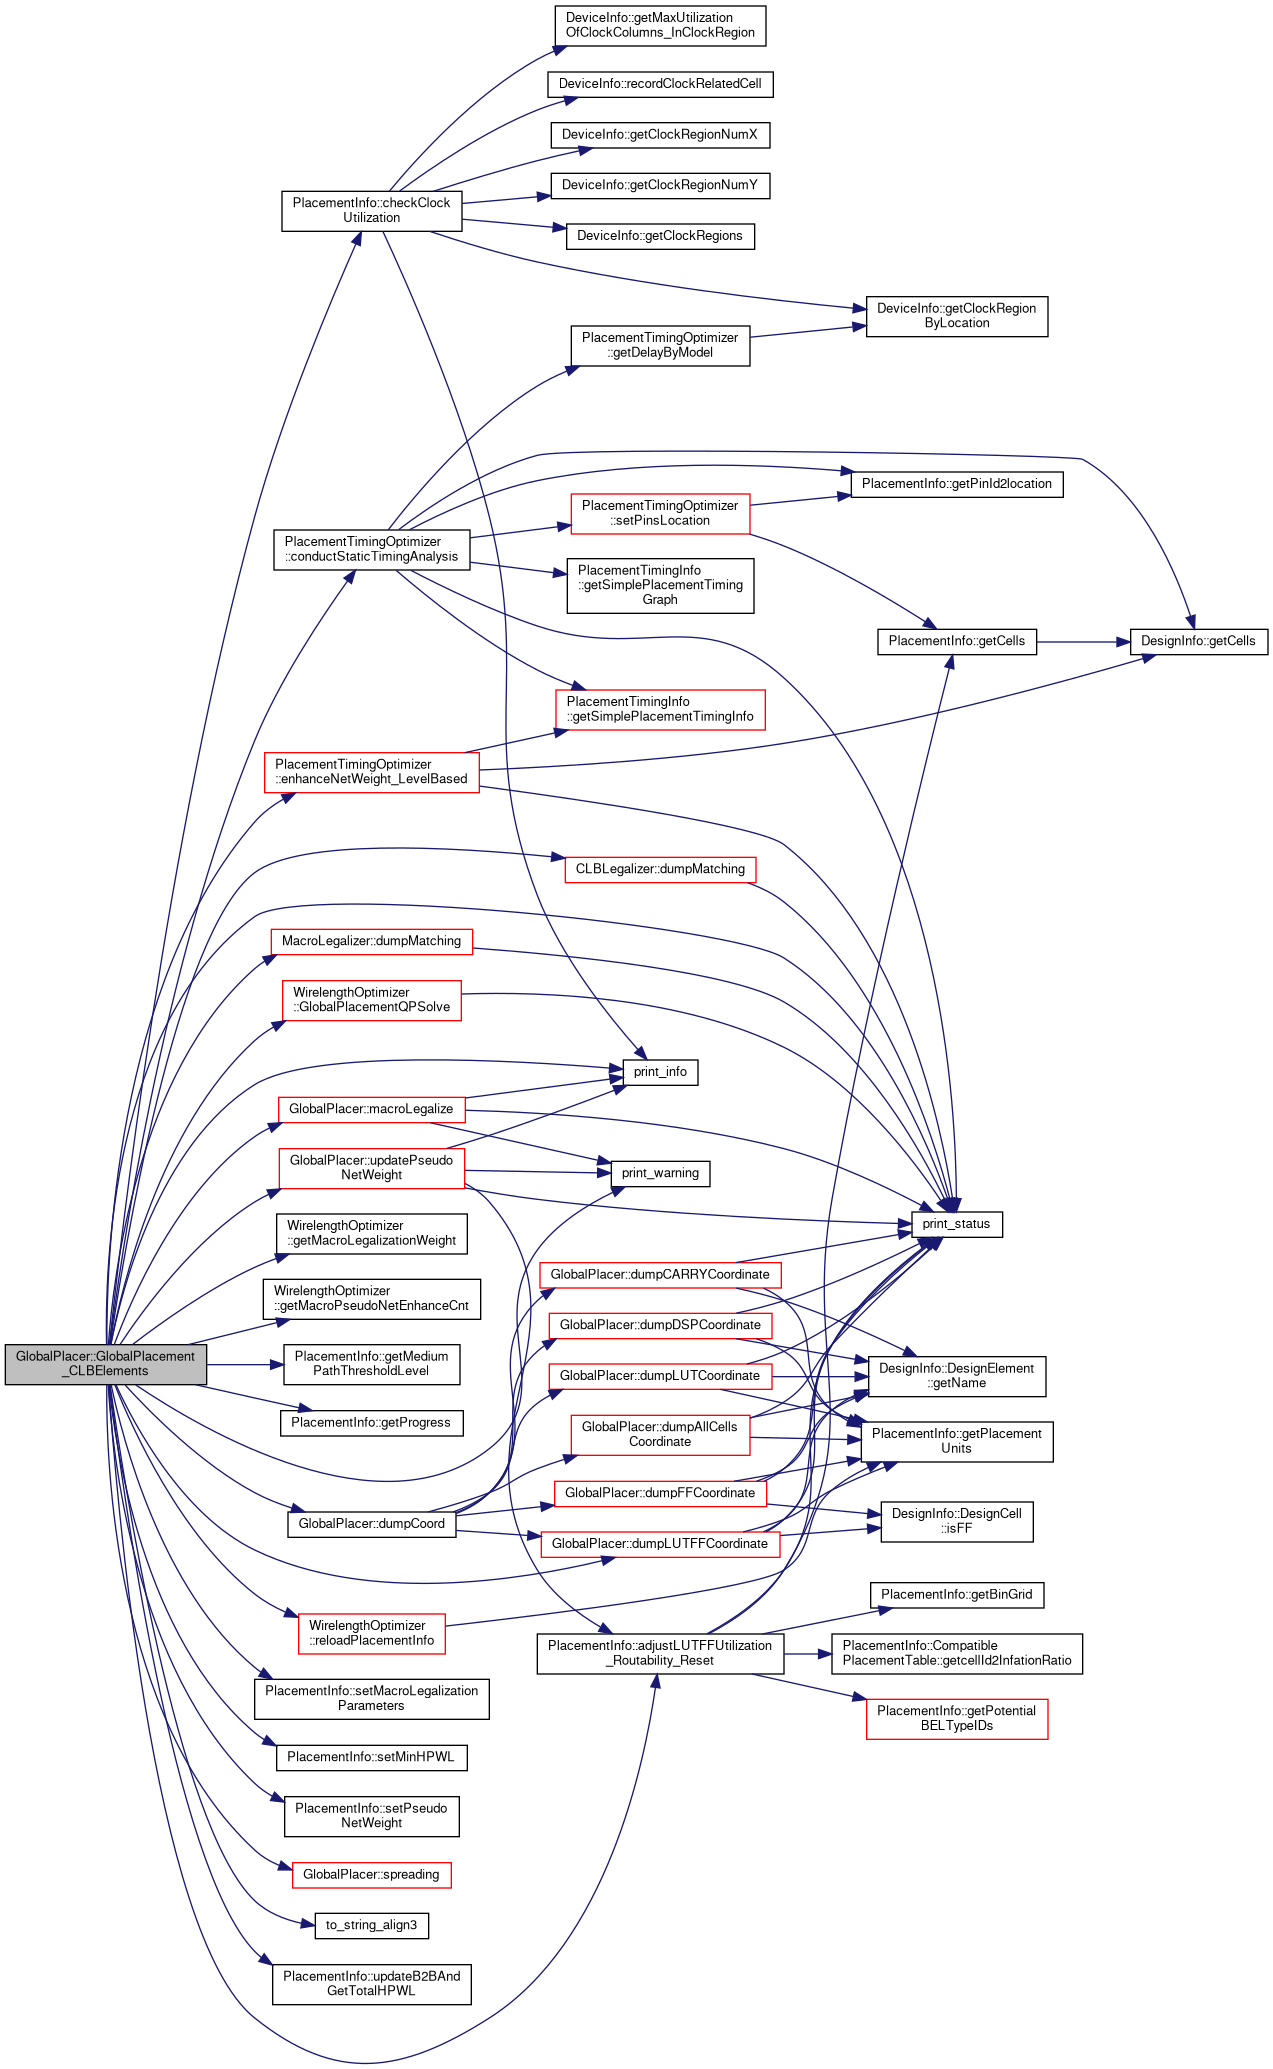 DeviceInfo::getMaxUtilization
OfClockColumns_InClockRegion
DeviceInfo::recordClockRelatedCell
DeviceInfo::getClockRegionNumX
DeviceInfo::getClockRegionNumY
PlacementInfo::checkClock
Utilization
DeviceInfo::getClockRegions
DeviceInfo::getClockRegion
ByLocation
PlacementTimingOptimizer
::getDelayByModel
PlacementInfo::getPinId2location
PlacementTimingOptimizer
::setPinsLocation
PlacementTimingOptimizer
::conductStaticTimingAnalysis
PlacementTimingInfo
::getSimplePlacementTiming
Graph
PlacementInfo::getCells
DesignInfo::getCells
PlacementTimingInfo
::getSimplePlacementTimingInfo
PlacementTimingOptimizer
::enhanceNetWeight_LevelBased
CLBLegalizer::dumpMatching
MacroLegalizer::dumpMatching
WirelengthOptimizer
::GlobalPlacementQPSolve
print_info
GlobalPlacer::macroLegalize
GlobalPlacer::updatePseudo
NetWeight
print_warning
print_status
WirelengthOptimizer
::getMacroLegalizationWeight
GlobalPlacer::dumpCARRYCoordinate
WirelengthOptimizer
::getMacroPseudoNetEnhanceCnt
GlobalPlacer::dumpDSPCoordinate
GlobalPlacer::GlobalPlacement
_CLBElements
PlacementInfo::getMedium
PathThresholdLevel
GlobalPlacer::dumpLUTCoordinate
DesignInfo::DesignElement
::getName
PlacementInfo::getProgress
GlobalPlacer::dumpAllCells
Coordinate
PlacementInfo::getPlacement
Units
GlobalPlacer::dumpFFCoordinate
GlobalPlacer::dumpCoord
DesignInfo::DesignCell
::isFF
GlobalPlacer::dumpLUTFFCoordinate
PlacementInfo::getBinGrid
WirelengthOptimizer
::reloadPlacementInfo
PlacementInfo::adjustLUTFFUtilization
_Routability_Reset
PlacementInfo::Compatible
PlacementTable::getcellId2InfationRatio
PlacementInfo::setMacroLegalization
Parameters
PlacementInfo::getPotential
BELTypeIDs
PlacementInfo::setMinHPWL
PlacementInfo::setPseudo
NetWeight
GlobalPlacer::spreading
to_string_align3
PlacementInfo::updateB2BAnd
GetTotalHPWL